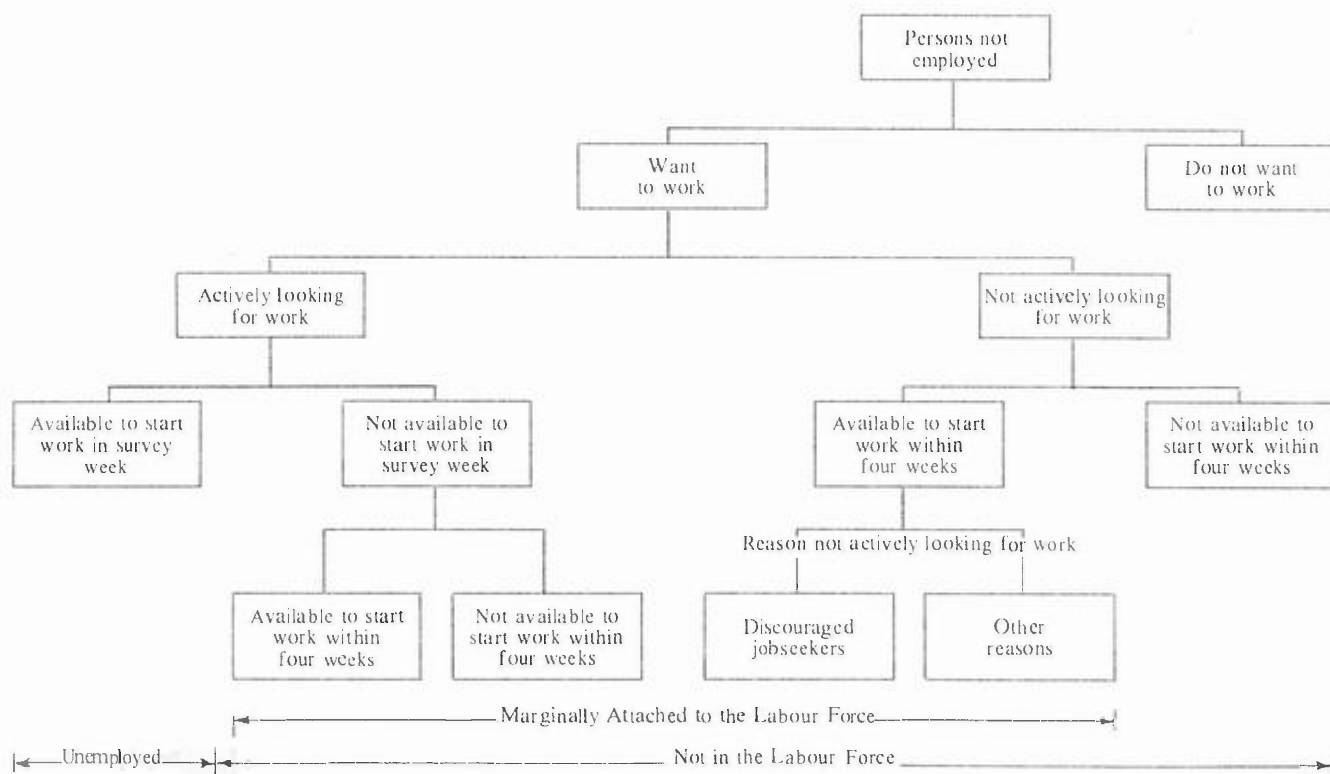 Persons not
employed
Want
to work
Do not want
to work
Actively looking
for work
Not actively looking
for work
Available to start
work in survey
week
Not available to
start work in
survey week
Available to start
work within
four weeks
Not available to
start work within
four weeks
Reason not actively looking for work
Available to start
work within
four weeks
Not available to
start work within
four weeks
Discouraged
jobseekers
Other
reasons
Marginally Attached to the Labour Force
Unemployed
Not in the Labour Force